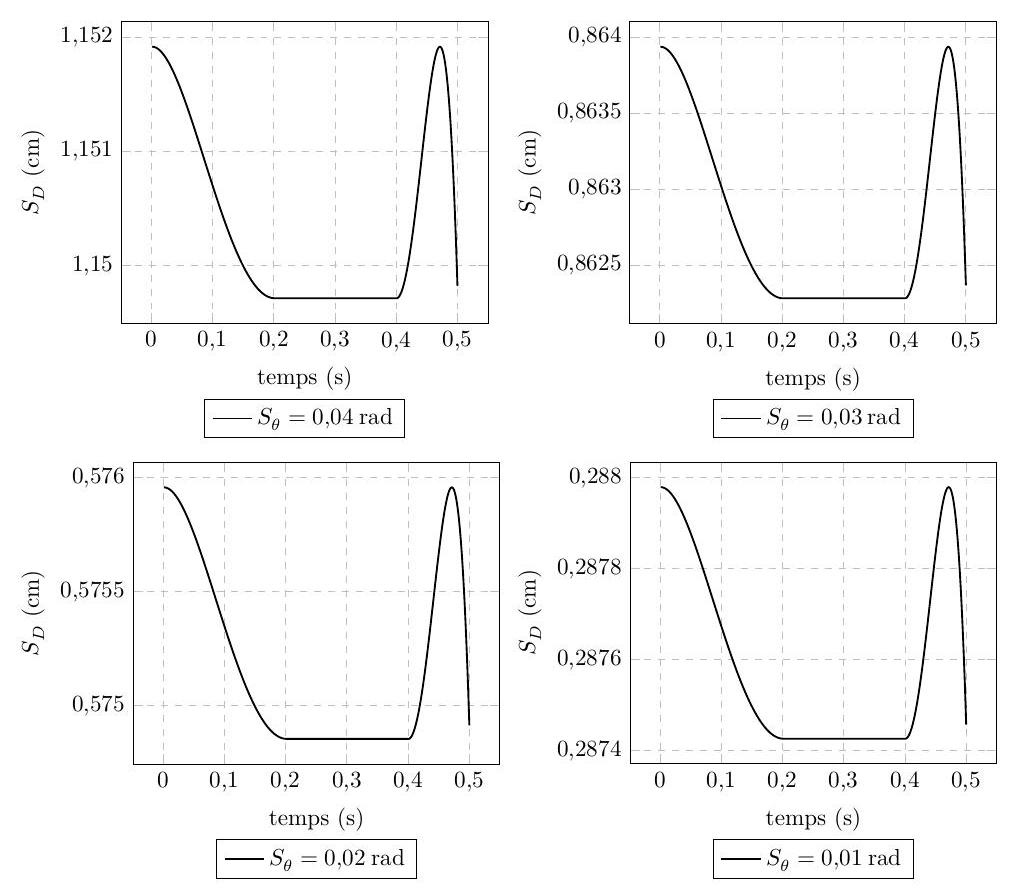 1,152
1,151
1,15
S_D (cm)
0 0,1 0,2 0,3 0,4 0,5
temps (s)
S_θ = 0,04 rad
0,864
0,8635
0,863
0,8625
S_D (cm)
0 0,1 0,2 0,3 0,4 0,5
temps (s)
S_θ = 0,03 rad
0,576
0,5755
0,575
S_D (cm)
0 0,1 0,2 0,3 0,4 0,5
temps (s)
S_θ = 0,02 rad
0,288
0,2878
0,2876
0,2874
S_D (cm)
0 0,1 0,2 0,3 0,4 0,5
temps (s)
S_θ = 0,01 rad